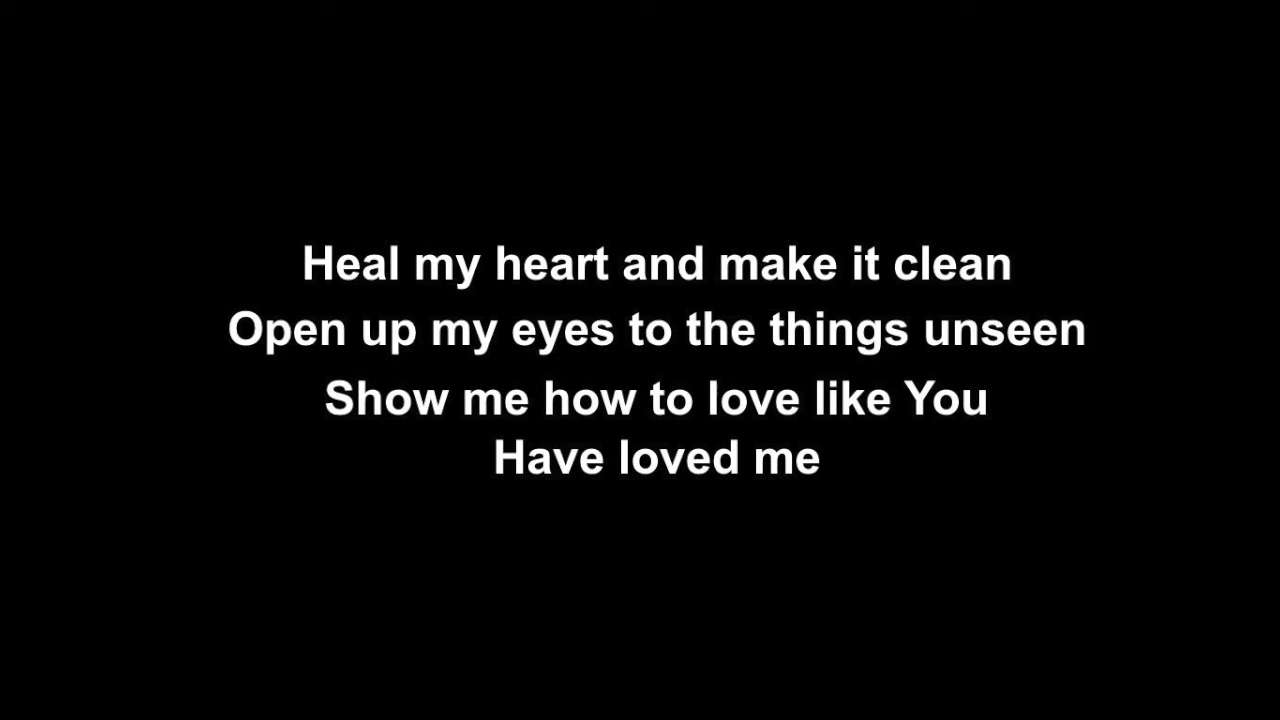 Heal my heart and make it clean
Open up my eyes to the things unseen
Show me how to love like You
Have loved me